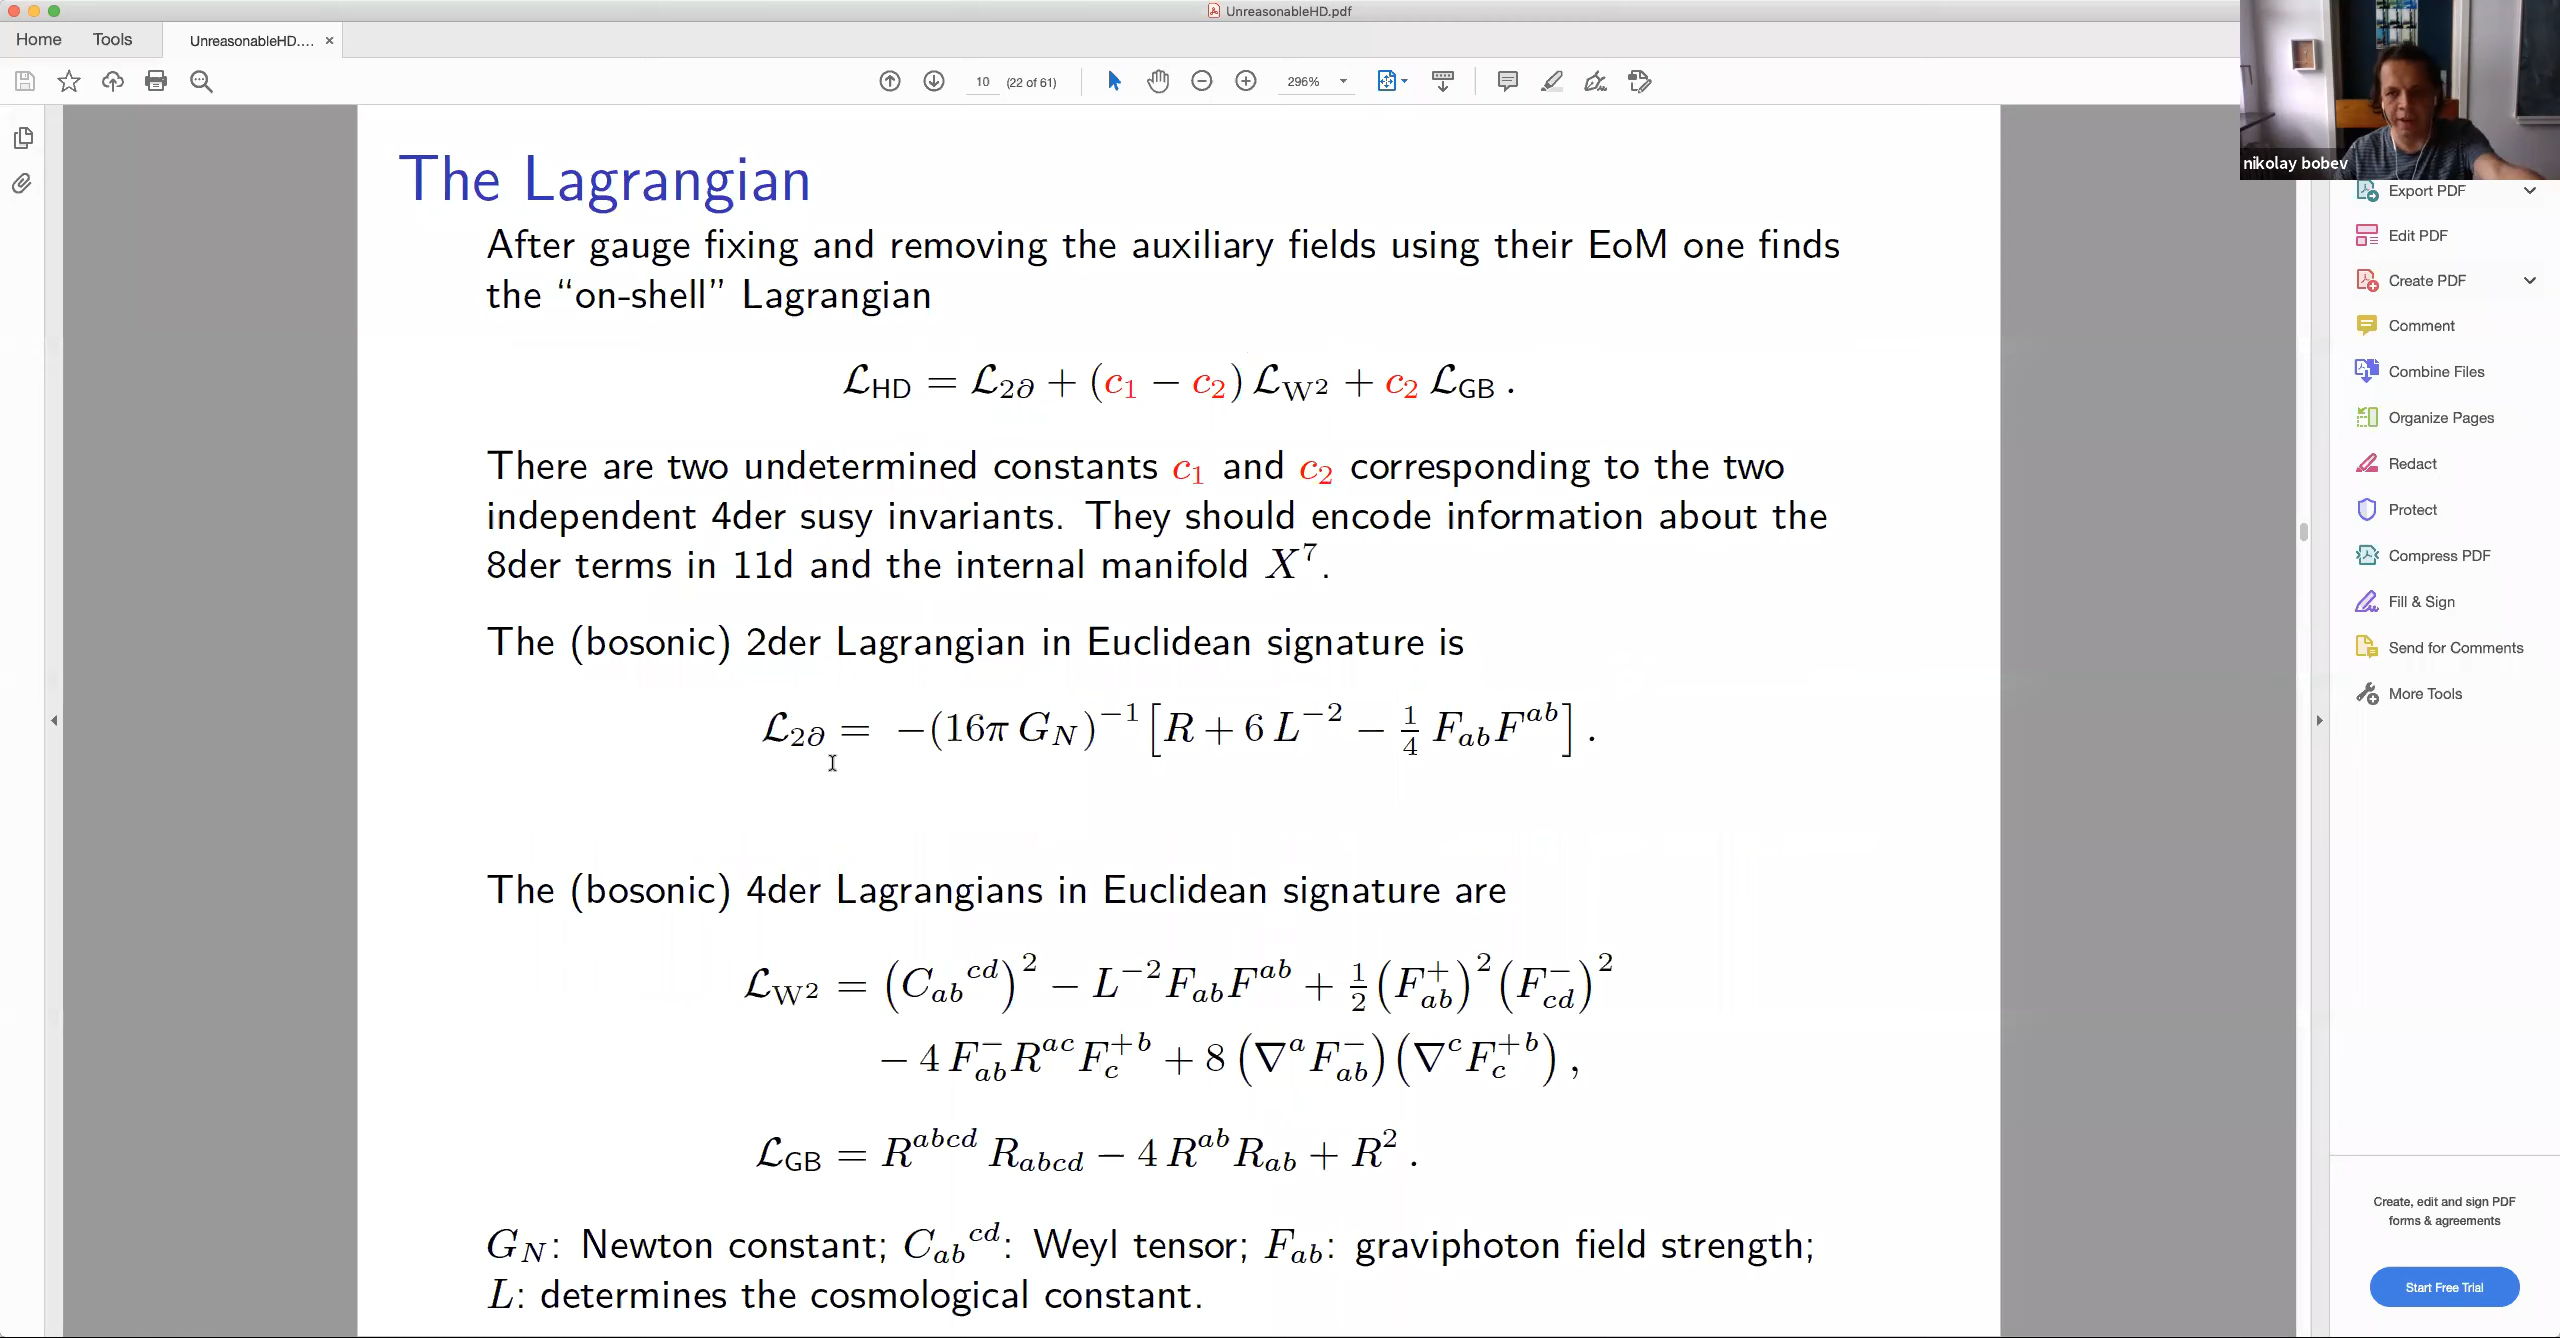 UnreasonableHD.pdf
Home Tools UnreasonableHD.... ×
10 (22 of 61) 296%
nikolay bobev
The Lagrangian
After gauge fixing and removing the auxiliary fields using their EoM one finds
the “on-shell” Lagrangian
ℒ_HD = ℒ_2∂ + (c₁ − c₂) ℒ_W² + c₂ ℒ_GB .
There are two undetermined constants c₁ and c₂ corresponding to the two
independent 4der susy invariants. They should encode information about the
8der terms in 11d and the internal manifold X⁷.
The (bosonic) 2der Lagrangian in Euclidean signature is
ℒ_2∂ = −(16π G_N)⁻¹ [R + 6 L⁻² − ¼ F_ab F^ab] .
The (bosonic) 4der Lagrangians in Euclidean signature are
ℒ_W² = (C_ab^cd)² − L⁻² F_ab F^ab + ½ (F⁺_ab)² (F⁻_cd)²
− 4 F⁻_ab R^ac F_c^+b + 8 (∇^a F⁻_ab) (∇^c F_c^+b) ,
ℒ_GB = R^abcd R_abcd − 4 R^ab R_ab + R² .
G_N: Newton constant; C_ab^cd: Weyl tensor; F_ab: graviphoton field strength;
L: determines the cosmological constant.
Export PDF
Edit PDF
Create PDF
Comment
Combine Files
Organize Pages
Redact
Protect
Compress PDF
Fill & Sign
Send for Comments
More Tools
Create, edit and sign PDF
forms & agreements
Start Free Trial